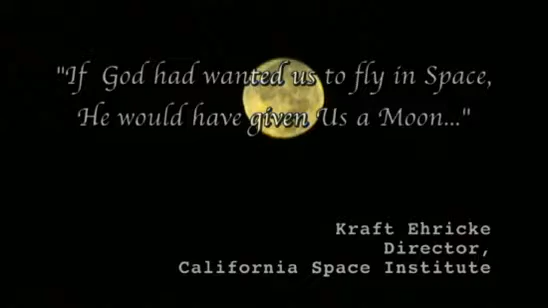 "If God had wanted us to fly in Space,
He would have given Us a Moon..."
Kraft Ehricke
Director,
California Space Institute